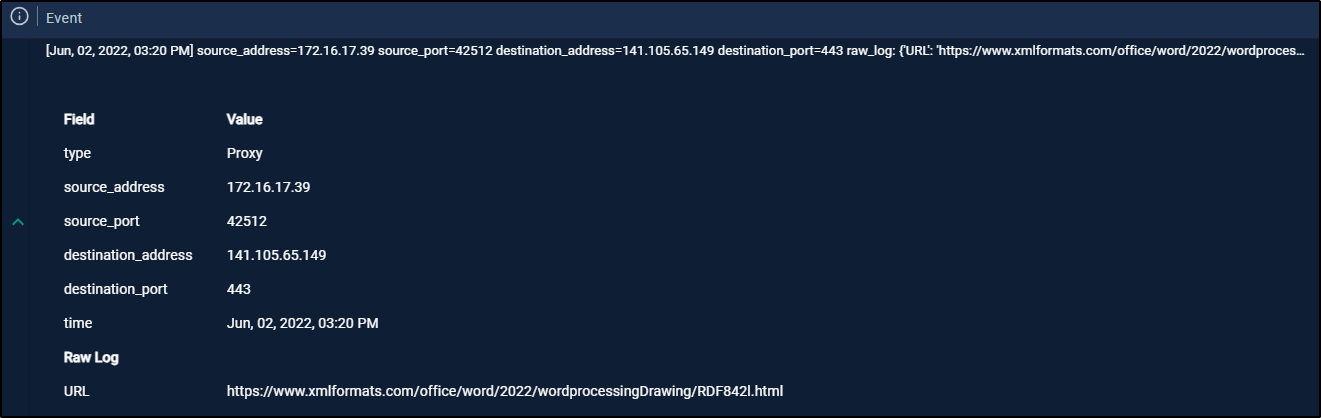 Event
[Jun, 02, 2022, 03:20 PM] source_address=172.16.17.39 source_port=42512 destination_address=141.105.65.149 destination_port=443 raw_log: {'URL': 'https://www.xmlformats.com/office/word/2022/wordproces...
Field Value
type Proxy
source_address 172.16.17.39
source_port 42512
destination_address 141.105.65.149
destination_port 443
time Jun, 02, 2022, 03:20 PM
Raw Log
URL https://www.xmlformats.com/office/word/2022/wordprocessingDrawing/RDF842l.html